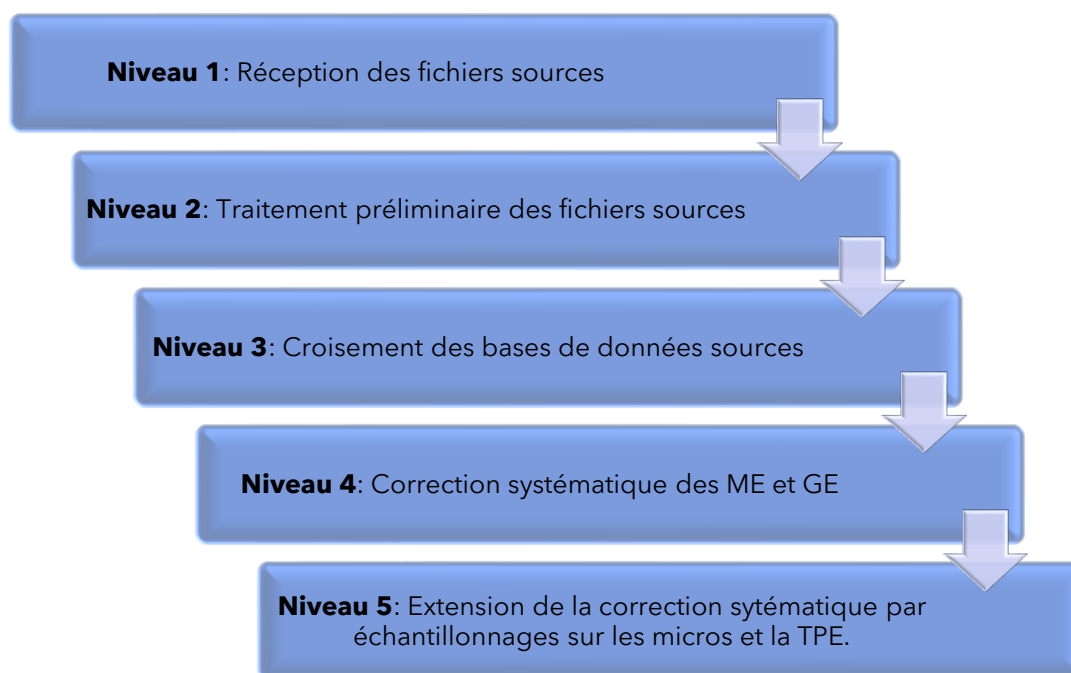 Niveau 1: Réception des fichiers sources
Niveau 2: Traitement préliminaire des fichiers sources
Niveau 3: Croisement des bases de données sources
Niveau 4: Correction systématique des ME et GE
Niveau 5: Extension de la correction sytématique par
échantillonnages sur les micros et la TPE.